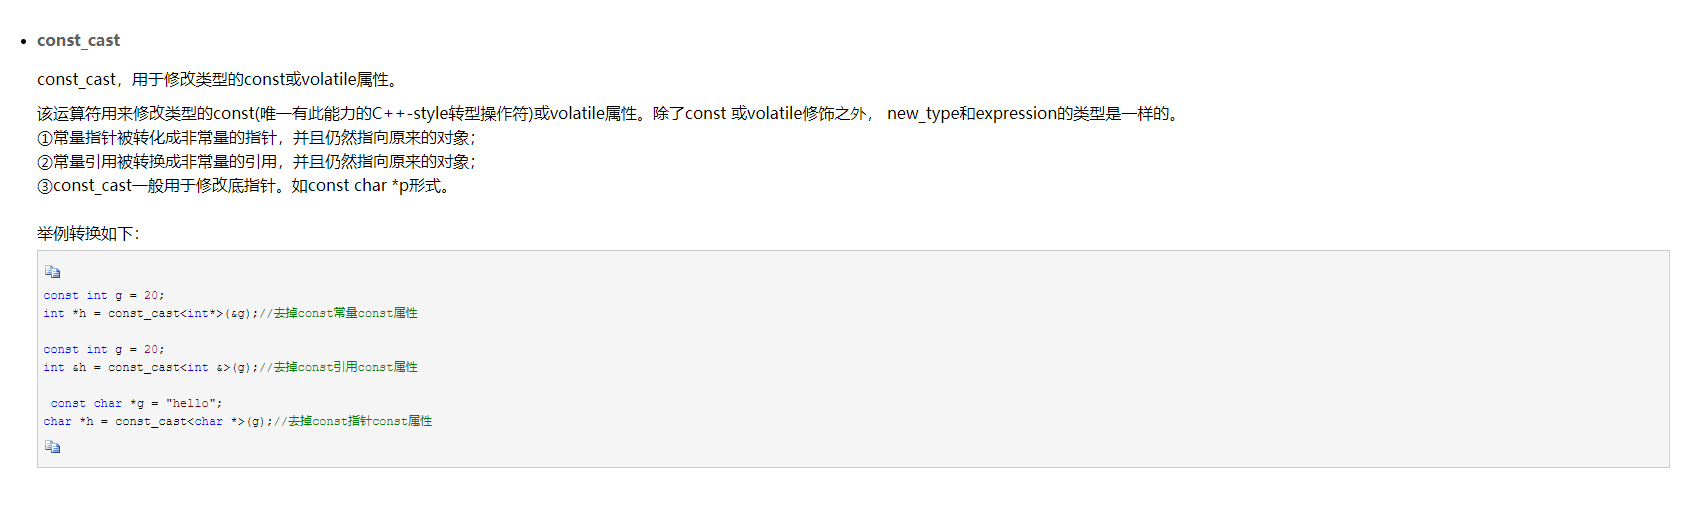 const_cast
const_cast，用于修改类型的const或volatile属性。
该运算符用来修改类型的const(唯一有此能力的C++-style转型操作符)或volatile属性。除了const 或volatile修饰之外， new_type和expression的类型是一样的。
①常量指针被转化成非常量的指针，并且仍然指向原来的对象；
②常量引用被转换成非常量的引用，并且仍然指向原来的对象；
③const_cast一般用于修改底指针。如const char *p形式。
举例转换如下：
const int g = 20;
int *h = const_cast<int*>(&g);//去掉const常量const属性
const int g = 20;
int &h = const_cast<int &>(g);//去掉const引用const属性
const char *g = "hello";
char *h = const_cast<char *>(g);//去掉const指针const属性